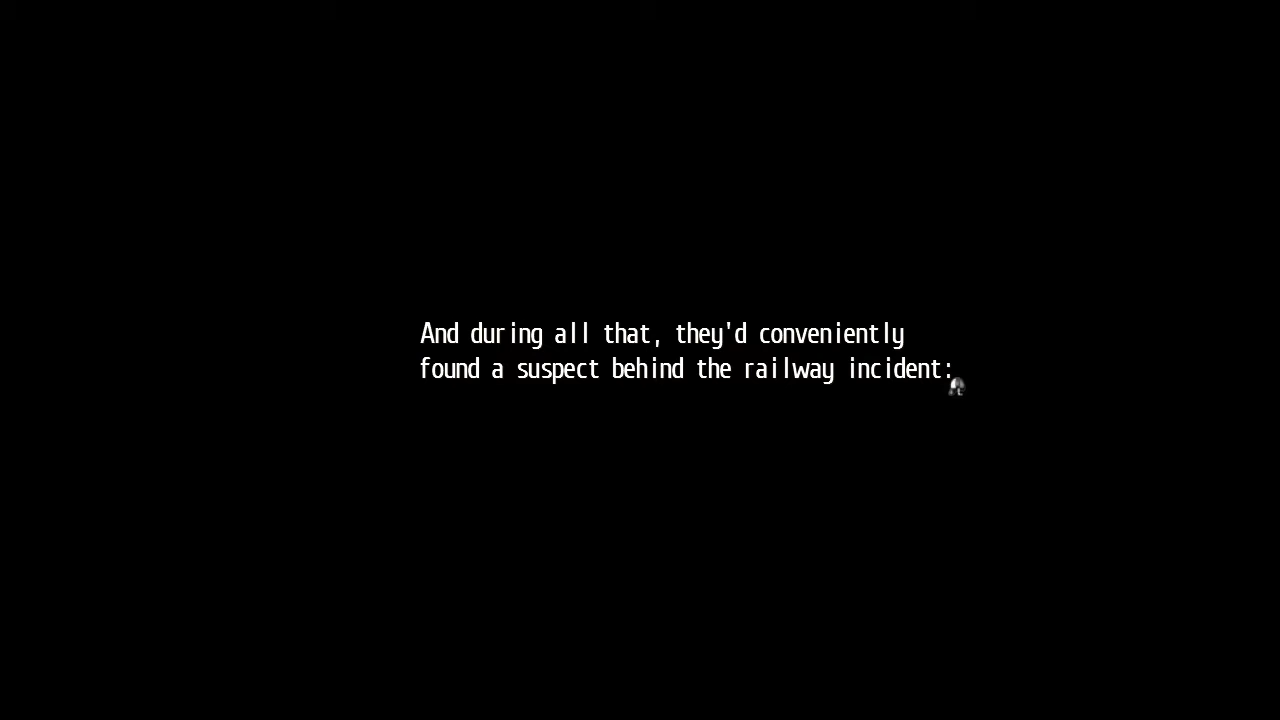 And during all that, they'd conveniently
found a suspect behind the railway incident: